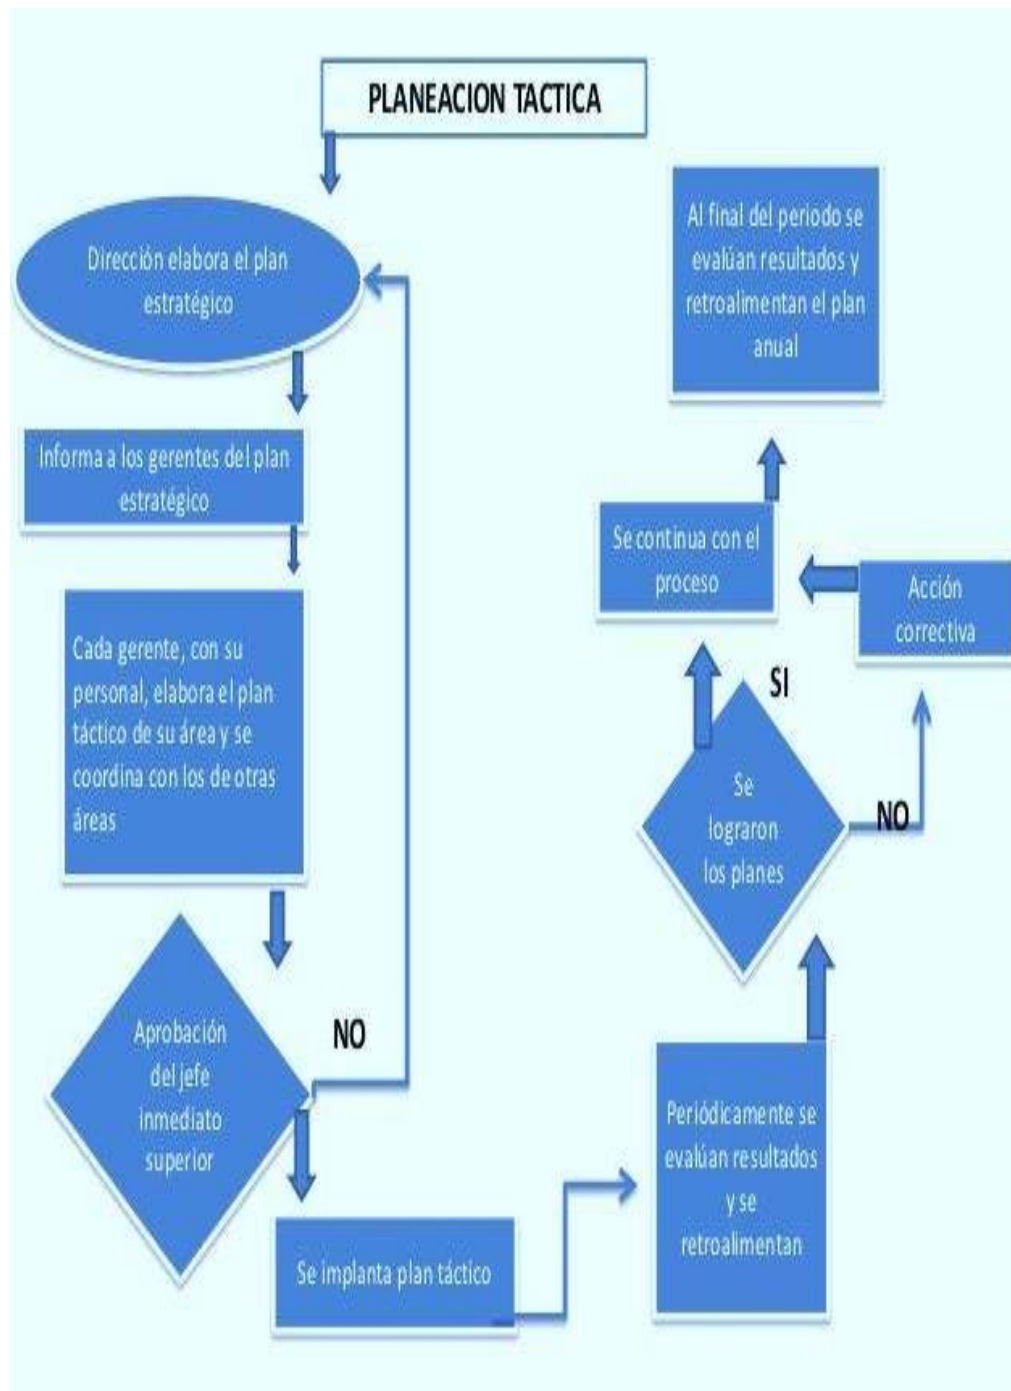 PLANEACION TACTICA
Dirección elabora el plan
estratégico
Informa a los gerentes del plan
estratégico
Cada gerente, con su
personal, elabora el plan
táctico de su área y se
coordina con los de otras
áreas
Aprobación
del jefe
inmediato
superior
NO
Se implanta plan táctico
Periódicamente se
evalúan resultados
y se
retroalimentan
Se
lograron
los planes
SI
NO
Acción
correctiva
Se continua con el
proceso
Al final del periodo se
evalúan resultados y
retroalimentan el plan
anual